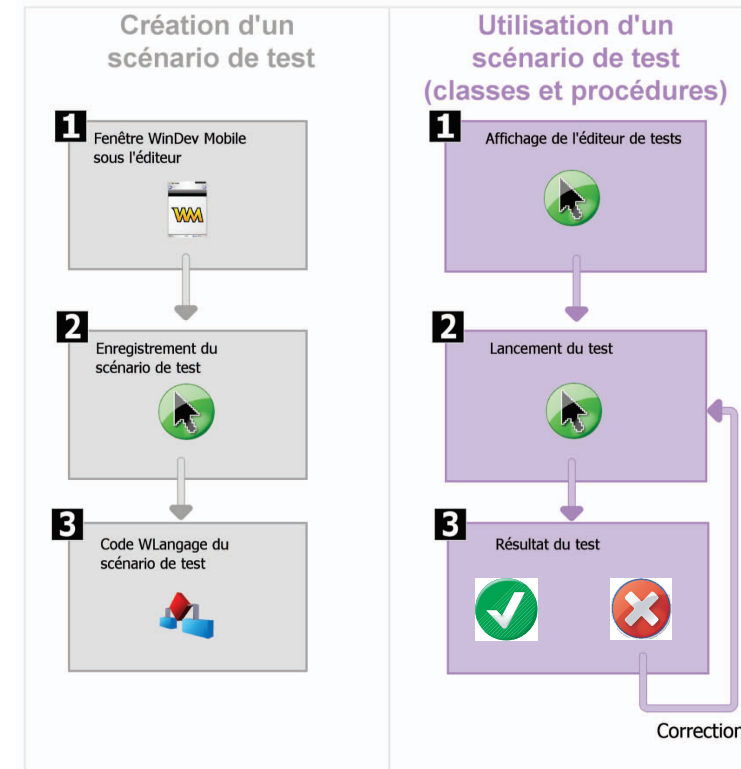 Création d'un
scénario de test
1
Fenêtre WinDev Mobile
sous l'éditeur
WM
2
Enregistrement du
scénario de test
3
Code WLangage du
scénario de test
Utilisation d'un
scénario de test
(classes et procédures)
1
Affichage de l'éditeur de tests
2
Lancement du test
3
Résultat du test
Correction